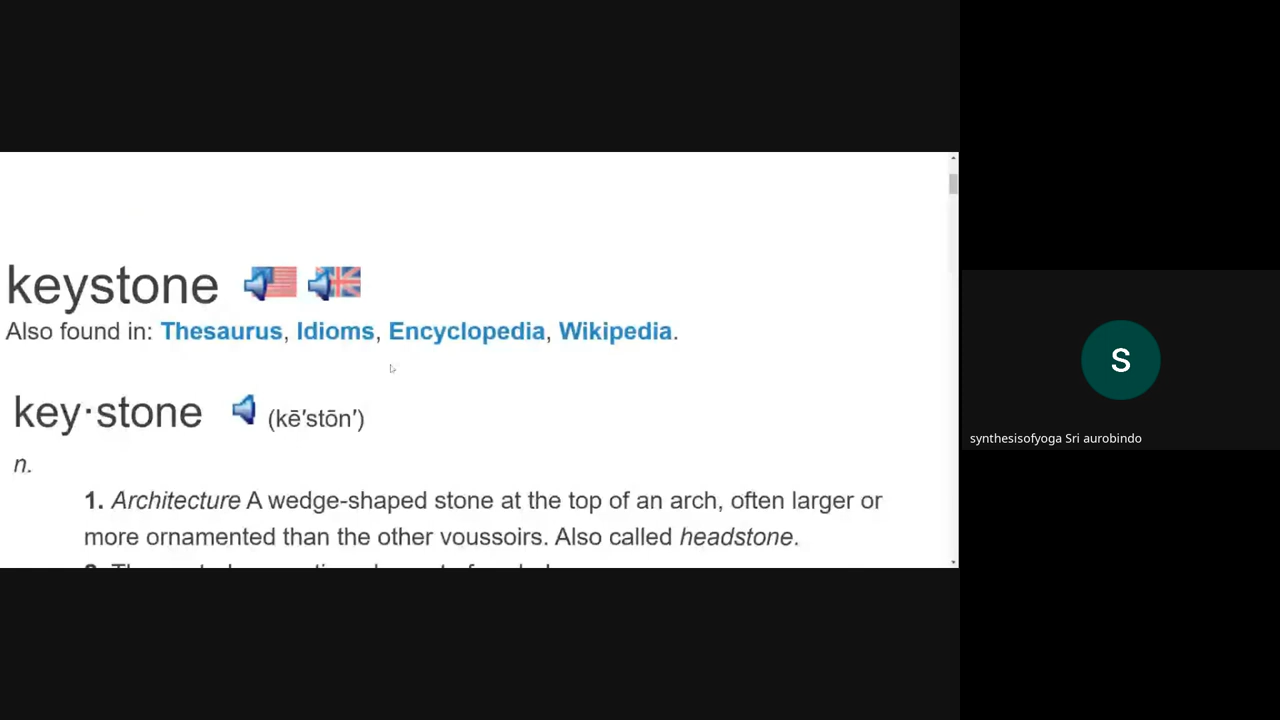 keystone
Also found in: Thesaurus, Idioms, Encyclopedia, Wikipedia.
key·stone (kē′stōn′)
n.
1. Architecture A wedge-shaped stone at the top of an arch, often larger or
more ornamented than the other voussoirs. Also called headstone.
S
synthesisofyoga Sri aurobindo